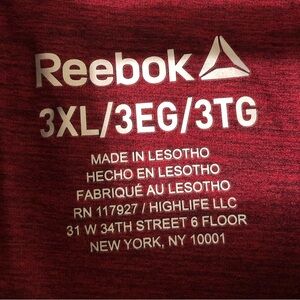 Reebok
3XL/3EG/3TG
MADE IN LESOTHO
HECHO EN LESOTHO
FABRIQUÉ AU LESOTHO
RN 117927 / HIGHLIFE LLC
31 W 34TH STREET 6 FLOOR
NEW YORK, NY 10001